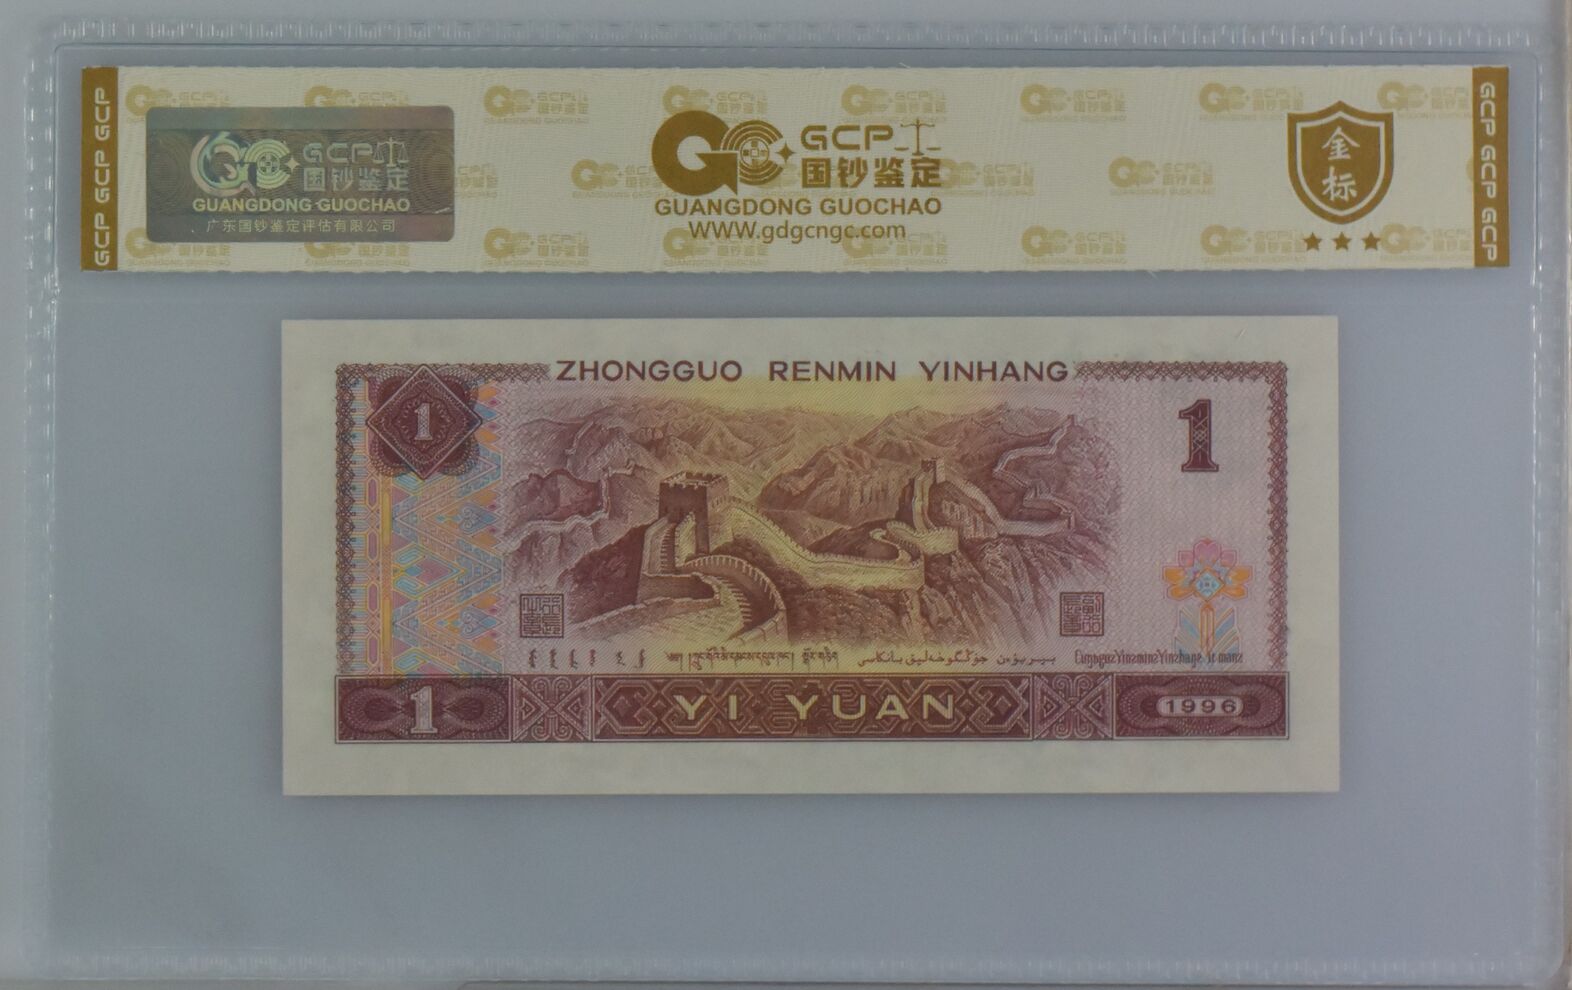 GCP GCP GCP
GCP 国钞鉴定
GUANGDONG GUOCHAO
广东国钞鉴定评估有限公司
GCP
国钞鉴定
GUANGDONG GUOCHAO
WWW.gdgcngc.com
金标
GCP GCP GCP
ZHONGGUO RENMIN YINHANG
1
1
1
YI YUAN
1996